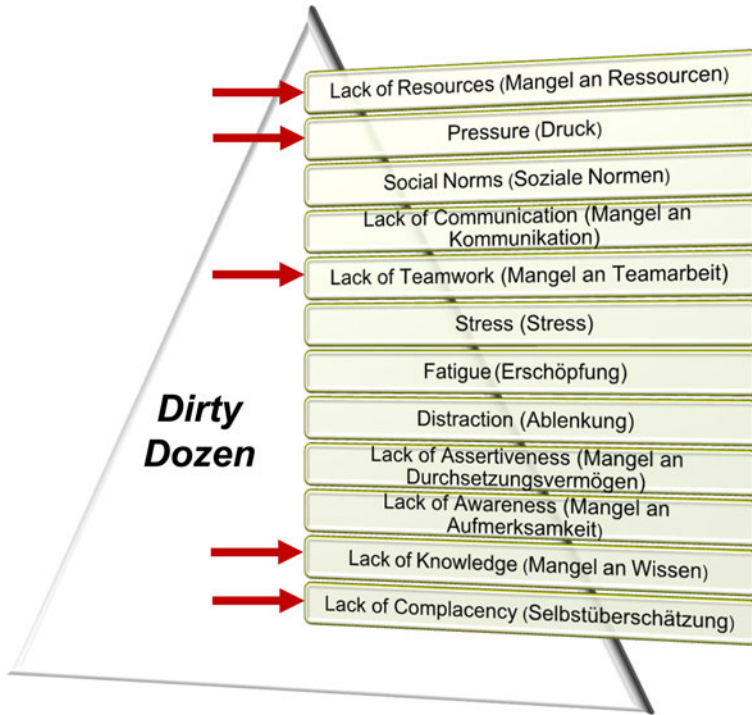 Lack of Resources (Mangel an Ressourcen)
Pressure (Druck)
Social Norms (Soziale Normen)
Lack of Communication (Mangel an
Kommunikation)
Lack of Teamwork (Mangel an Teamarbeit)
Stress (Stress)
Fatigue (Erschöpfung)
Distraction (Ablenkung)
Lack of Assertiveness (Mangel an
Durchsetzungsvermögen)
Lack of Awareness (Mangel an
Aufmerksamkeit)
Lack of Knowledge (Mangel an Wissen)
Lack of Complacency (Selbstüberschätzung)
Dirty
Dozen